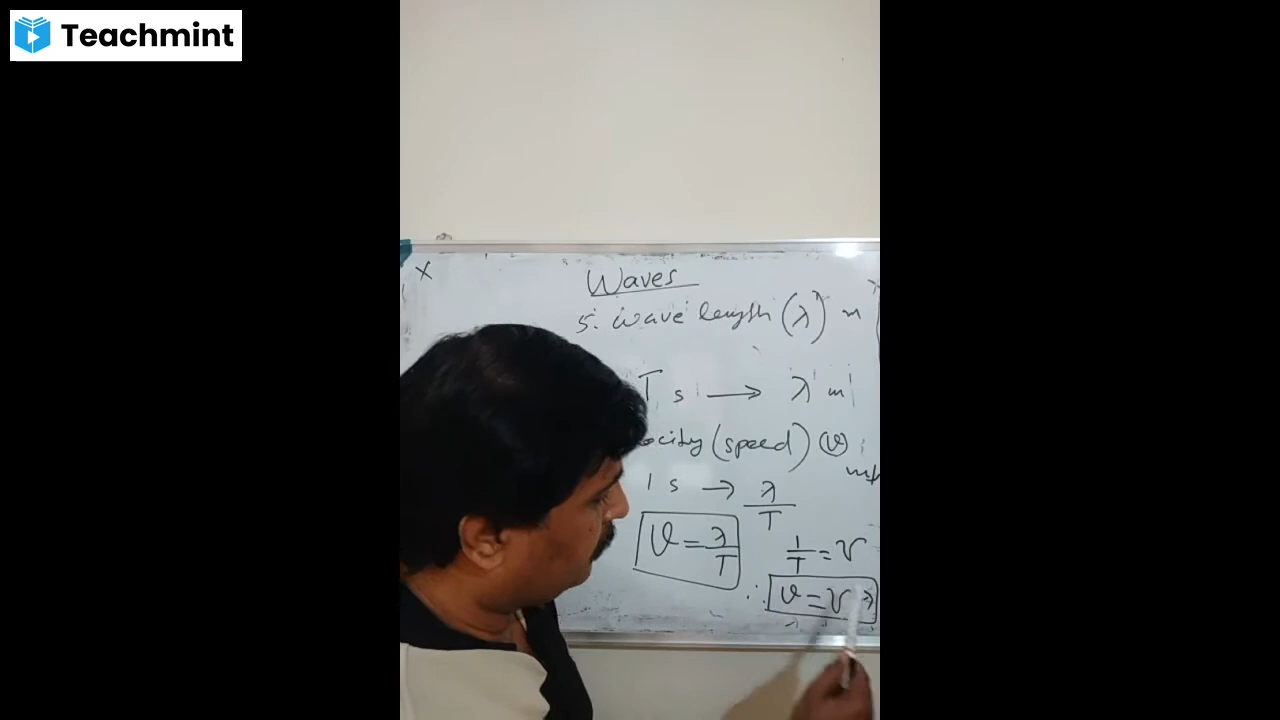 Teachmint
X
Waves
5. wave length (λ) m
T s → λ m
ocity (speed) (v)
1 s → λ/T
v = λ/T
1/T = ν
∴ v = ν λ